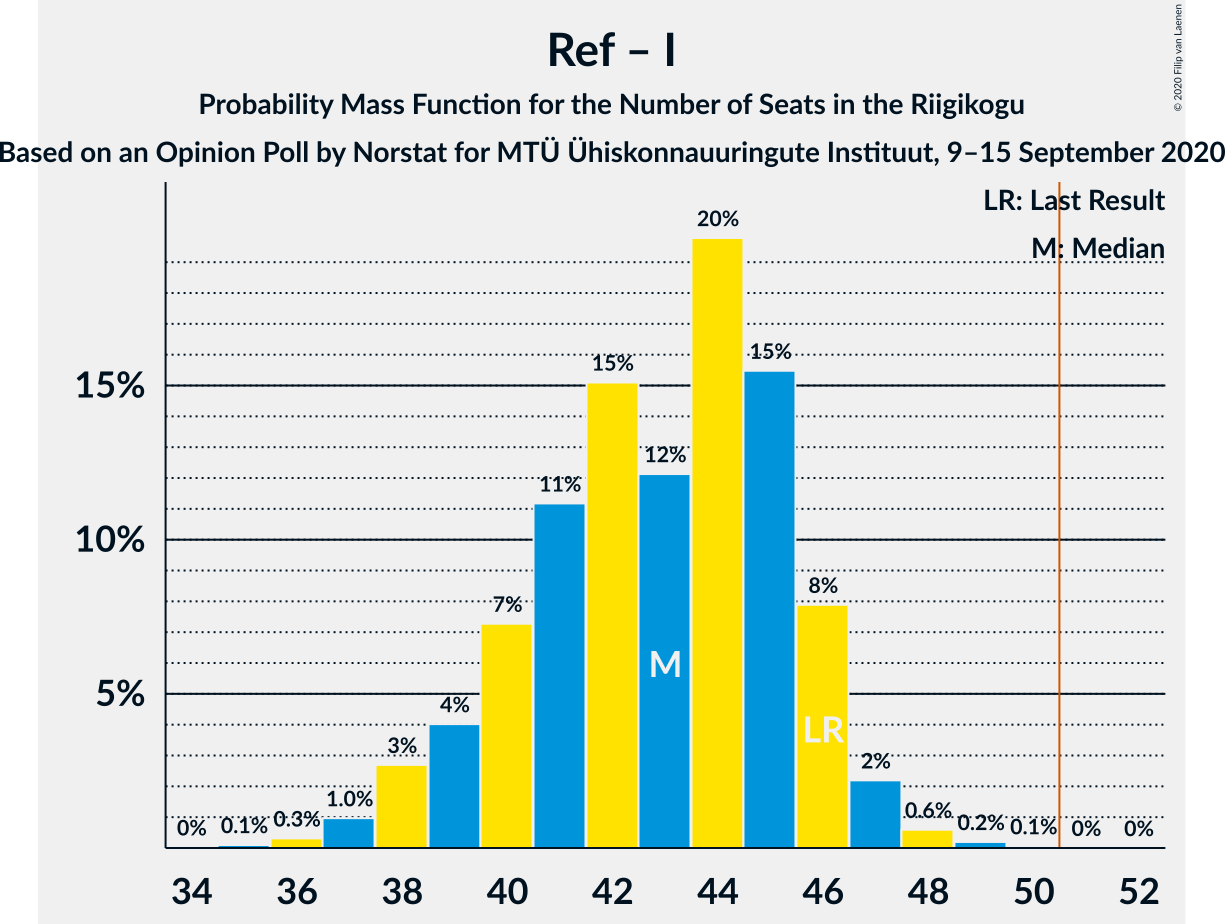 Ref – I
Probability Mass Function for the Number of Seats in the Riigikogu
Based on an Opinion Poll by Norstat for MTÜ Ühiskonnauuringute Instituut, 9–15 September 2020
© 2020 Filip van Laenen
LR: Last Result
M: Median
20%
15%
15%
15%
12%
11%
10%
8%
7%
M
5%
4%
LR
3%
2%
1.0%
0.6%
0% 0.1% 0.3% 0.2% 0.1% 0% 0%
34 36 38 40 42 44 46 48 50 52